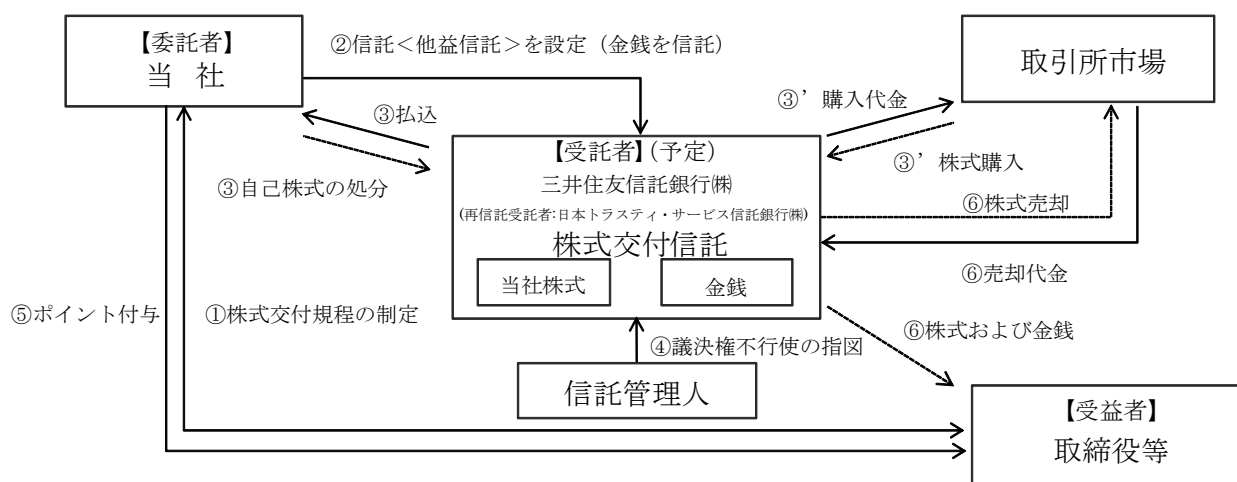 【委託者】
当 社
②信託＜他益信託＞を設定（金銭を信託）
取引所市場
③払込
③自己株式の処分
③’購入代金
③’株式購入
【受託者】（予定）
三井住友信託銀行㈱
(再信託受託者:日本トラスティ・サービス信託銀行㈱)
株式交付信託
当社株式
金銭
⑥株式売却
⑥売却代金
⑤ポイント付与
①株式交付規程の制定
⑥株式および金銭
④議決権不行使の指図
信託管理人
【受益者】
取締役等